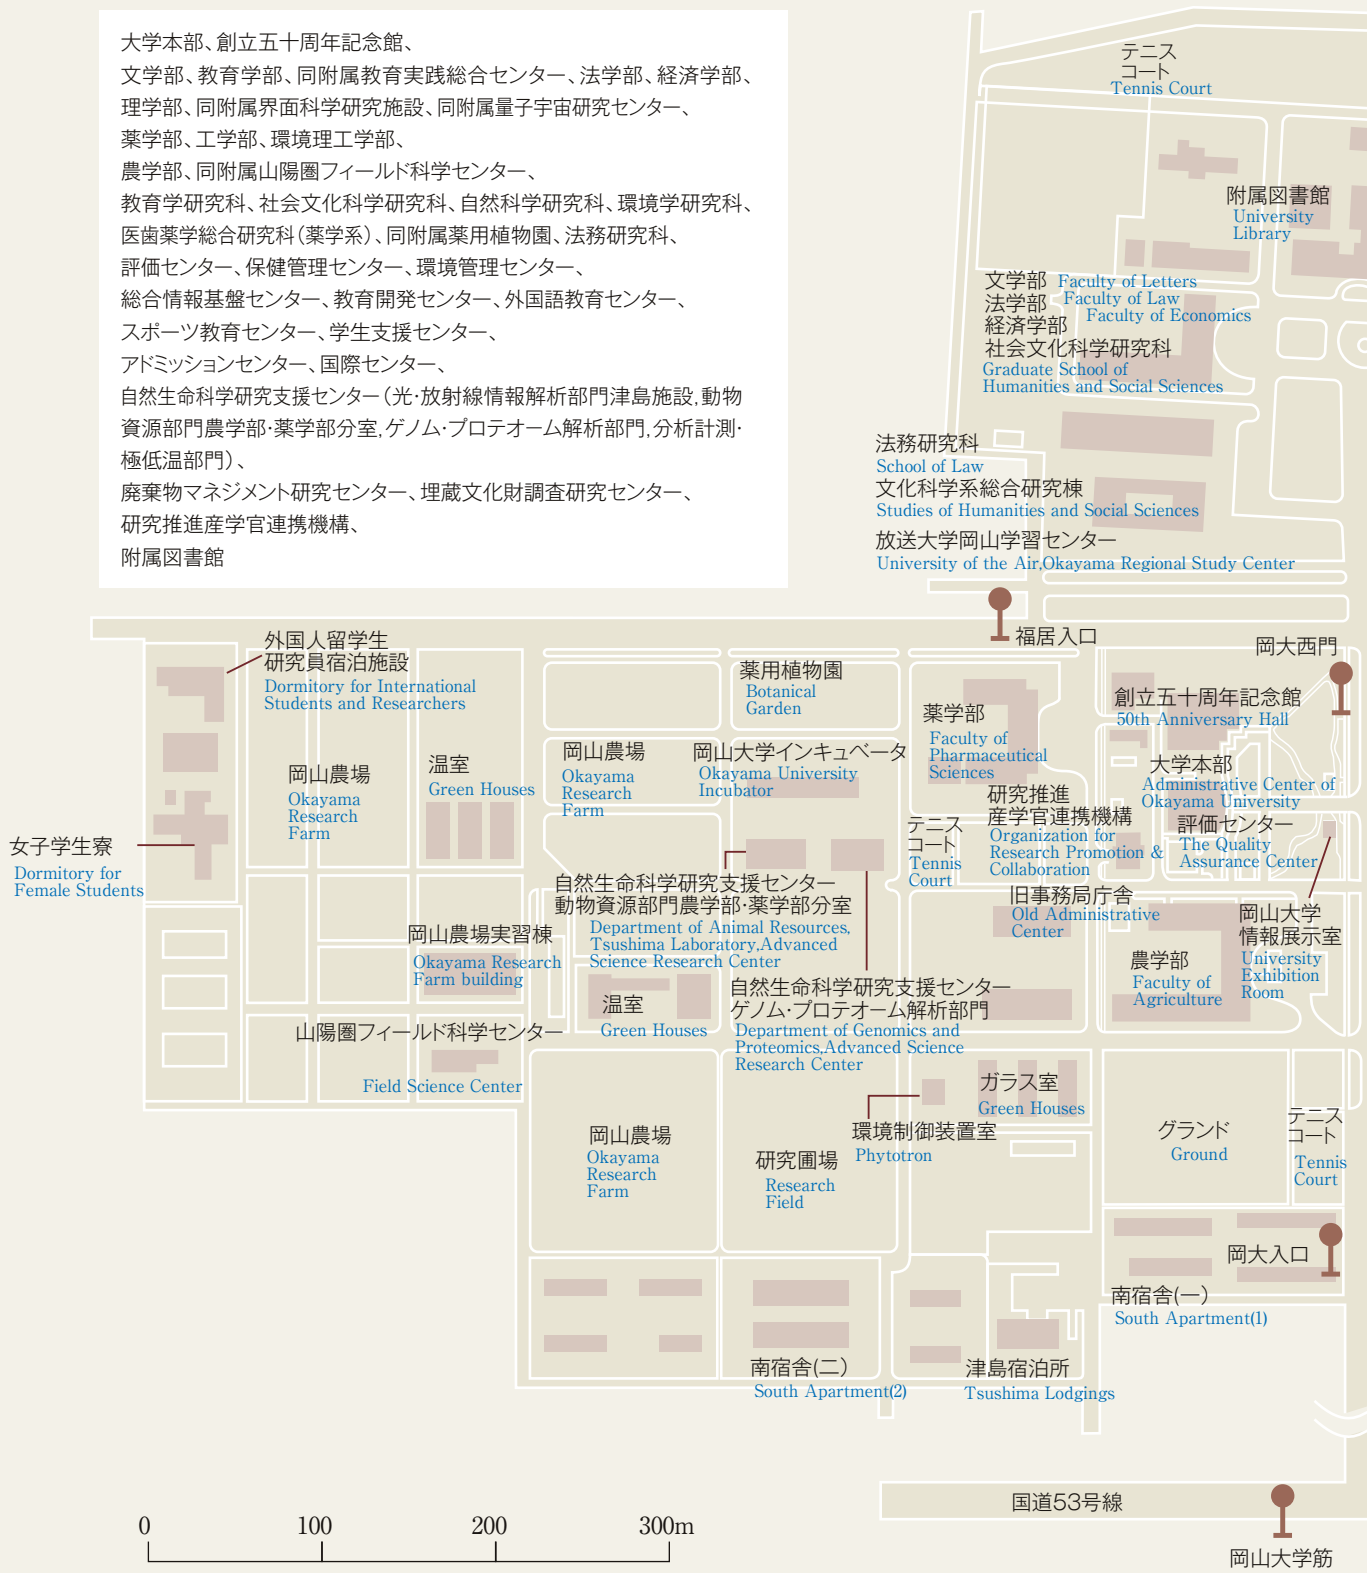 大学本部、創立五十周年記念館、
文学部、教育学部、同附属教育実践総合センター、法学部、経済学部、
理学部、同附属界面科学研究施設、同附属量子宇宙研究センター、
薬学部、工学部、環境理工学部、
農学部、同附属山陽圏フィールド科学センター、
教育学研究科、社会文化科学研究科、自然科学研究科、環境学研究科、
医歯薬学総合研究科（薬学系）、同附属薬用植物園、法務研究科、
評価センター、保健管理センター、環境管理センター、
総合情報基盤センター、教育開発センター、外国語教育センター、
スポーツ教育センター、学生支援センター、
アドミッションセンター、国際センター、
自然生命科学研究支援センター（光・放射線情報解析部門津島施設,動物
資源部門農学部・薬学部分室,ゲノム・プロテオーム解析部門,分析計測・
極低温部門）、
廃棄物マネジメント研究センター、埋蔵文化財調査研究センター、
研究推進産学官連携機構、
附属図書館
テニス
コート
Tennis Court
附属図書館
University
Library
文学部 Faculty of Letters
法学部 Faculty of Law
経済学部 Faculty of Economics
社会文化科学研究科
Graduate School of
Humanities and Social Sciences
法務研究科
School of Law
文化科学系総合研究棟
Studies of Humanities and Social Sciences
放送大学岡山学習センター
University of the Air,Okayama Regional Study Center
福居入口
岡大西門
外国人留学生
研究員宿泊施設
Dormitory for International
Students and Researchers
薬用植物園
Botanical
Garden
薬学部
Faculty of
Pharmaceutical
Sciences
創立五十周年記念館
50th Anniversary Hall
岡山農場
Okayama
Research
Farm
温室
Green Houses
岡山農場
Okayama
Research
Farm
岡山大学インキュベータ
Okayama University
Incubator
大学本部
Administrative Center of
Okayama University
研究推進
産学官連携機構
Organization for
Research Promotion &
Collaboration
評価センター
The Quality
Assurance Center
テニス
コート
Tennis
Court
女子学生寮
Dormitory for
Female Students
自然生命科学研究支援センター
動物資源部門農学部・薬学部分室
Department of Animal Resources,
Tsushima Laboratory,Advanced
Science Research Center
旧事務局庁舎
Old Administrative
Center
岡山大学
情報展示室
University
Exhibition
Room
岡山農場実習棟
Okayama Research
Farm building
農学部
Faculty of
Agriculture
温室
Green Houses
自然生命科学研究支援センター
ゲノム・プロテオーム解析部門
Department of Genomics and
Proteomics,Advanced Science
Research Center
山陽圏フィールド科学センター
Field Science Center
ガラス室
Green Houses
環境制御装置室
Phytotron
岡山農場
Okayama
Research
Farm
研究圃場
Research
Field
グランド
Ground
テニス
コート
Tennis
Court
岡大入口
南宿舎(一)
South Apartment(1)
南宿舎(二)
South Apartment(2)
津島宿泊所
Tsushima Lodgings
国道53号線
岡山大学筋
0 100 200 300m